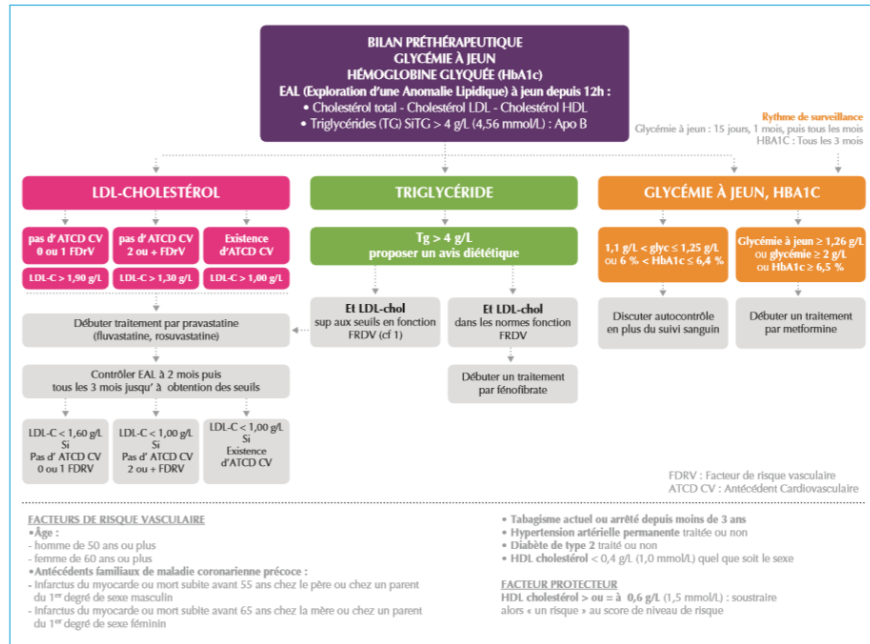 BILAN PRÉTHÉRAPEUTIQUE
GLYCÉMIE À JEUN
HÉMOGLOBINE GLYQUÉE (HbA1c)
EAL (Exploration d'une Anomalie Lipidique) à jeun depuis 12h :
• Cholestérol total - Cholestérol LDL - Cholestérol HDL
• Triglycérides (TG) SiTG > 4 g/L (4,56 mmol/L) : Apo B
Rythme de surveillance
Glycémie à jeun : 15 jours, 1 mois, puis tous les mois
HBA1C : Tous les 3 mois
LDL-CHOLESTÉROL
pas d'ATCD CV
0 ou 1 FDrV
pas d'ATCD CV
2 ou + FDrV
Existence
d'ATCD CV
LDL-C > 1,90 g/L
LDL-C > 1,30 g/L
LDL-C > 1,00 g/L
Débuter traitement par pravastatine
(fluvastatine, rosuvastatine)
Contrôler EAL à 2 mois puis
tous les 3 mois jusqu'à obtention des seuils
LDL-C < 1,60 g/L
Si
Pas d' ATCD CV
0 ou 1 FDRV
LDL-C < 1,00 g/L
Si
Pas d' ATCD CV
2 ou + FDRV
LDL-C < 1,00 g/L
Si
Existence
d'ATCD CV
TRIGLYCÉRIDE
Tg > 4 g/L
proposer un avis diététique
Et LDL-chol
sup aux seuils en fonction
FRDV (cf 1)
Et LDL-chol
dans les normes fonction
FRDV
Débuter un traitement
par fénofibrate
GLYCÉMIE À JEUN, HBA1C
1,1 g/L < glyc ≤ 1,25 g/L
ou 6 % < HbA1c ≤ 6,4 %
Glycémie à jeun ≥ 1,26 g/L
ou glycémie ≥ 2 g/L
ou HbA1c ≥ 6,5 %
Discuter autocontrôle
en plus du suivi sanguin
Débuter un traitement
par metformine
FDRV : Facteur de risque vasculaire
ATCD CV : Antécédent Cardiovasculaire
FACTEURS DE RISQUE VASCULAIRE
•Âge :
- homme de 50 ans ou plus
- femme de 60 ans ou plus
•Antécédents familiaux de maladie coronarienne précoce :
- Infarctus du myocarde ou mort subite avant 55 ans chez le père ou chez un parent
du 1er degré de sexe masculin
- Infarctus du myocarde ou mort subite avant 65 ans chez la mère ou chez un parent
du 1er degré de sexe féminin
• Tabagisme actuel ou arrêté depuis moins de 3 ans
• Hypertension artérielle permanente traitée ou non
• Diabète de type 2 traité ou non
• HDL cholestérol < 0,4 g/L (1,0 mmol/L) quel que soit le sexe
FACTEUR PROTECTEUR
HDL cholestérol > ou = à 0,6 g/L (1,5 mmol/L) : soustraire
alors « un risque » au score de niveau de risque